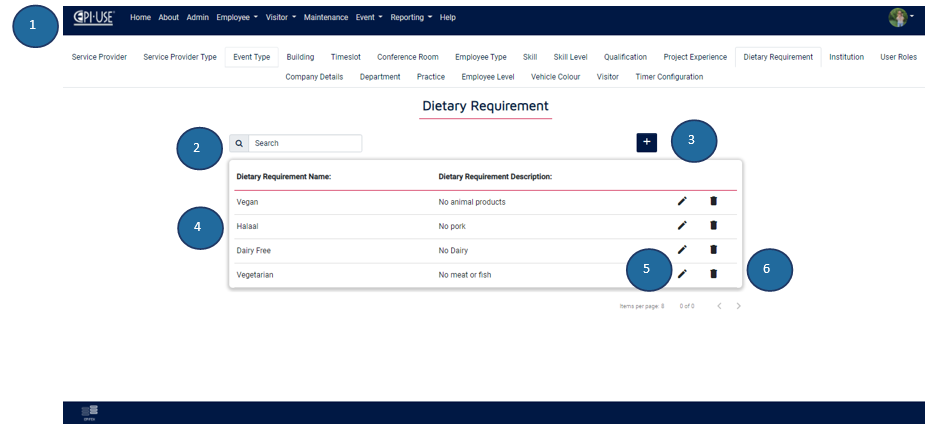 1
EPI-USE Home About Admin Employee Visitor Maintenance Event Reporting Help
Service Provider Service Provider Type Event Type Building Timeslot Conference Room Employee Type Skill Skill Level Qualification Project Experience Dietary Requirement Institution User Roles
Company Details Department Practice Employee Level Vehicle Colour Visitor Timer Configuration
Dietary Requirement
2 Search + 3
Dietary Requirement Name: Dietary Requirement Description:
Vegan No animal products
4 Halaal No pork
Dairy Free No Dairy
Vegetarian No meat or fish 5 6
Items per page: 8 0 of 0